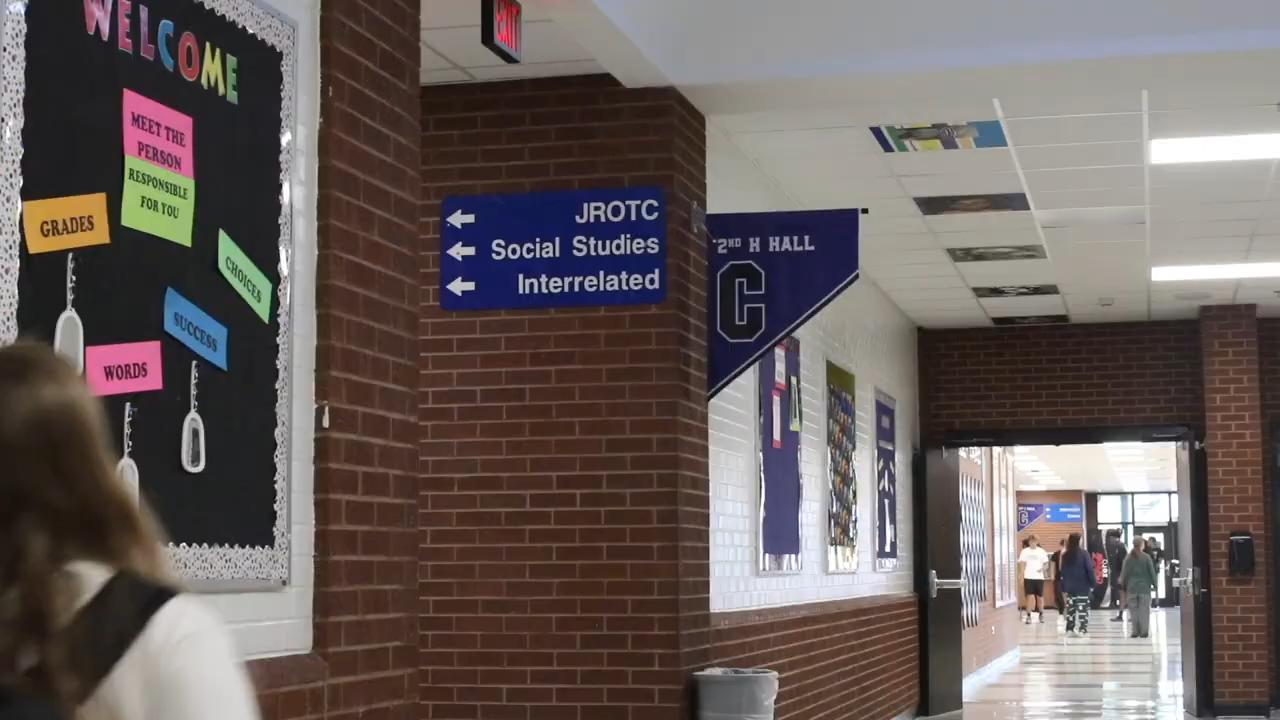 WELCOME
MEET THE
PERSON
RESPONSIBLE
FOR YOU
GRADES
CHOICES
SUCCESS
WORDS
EXIT
JROTC
Social Studies
Interrelated
2ND H HALL
C
C